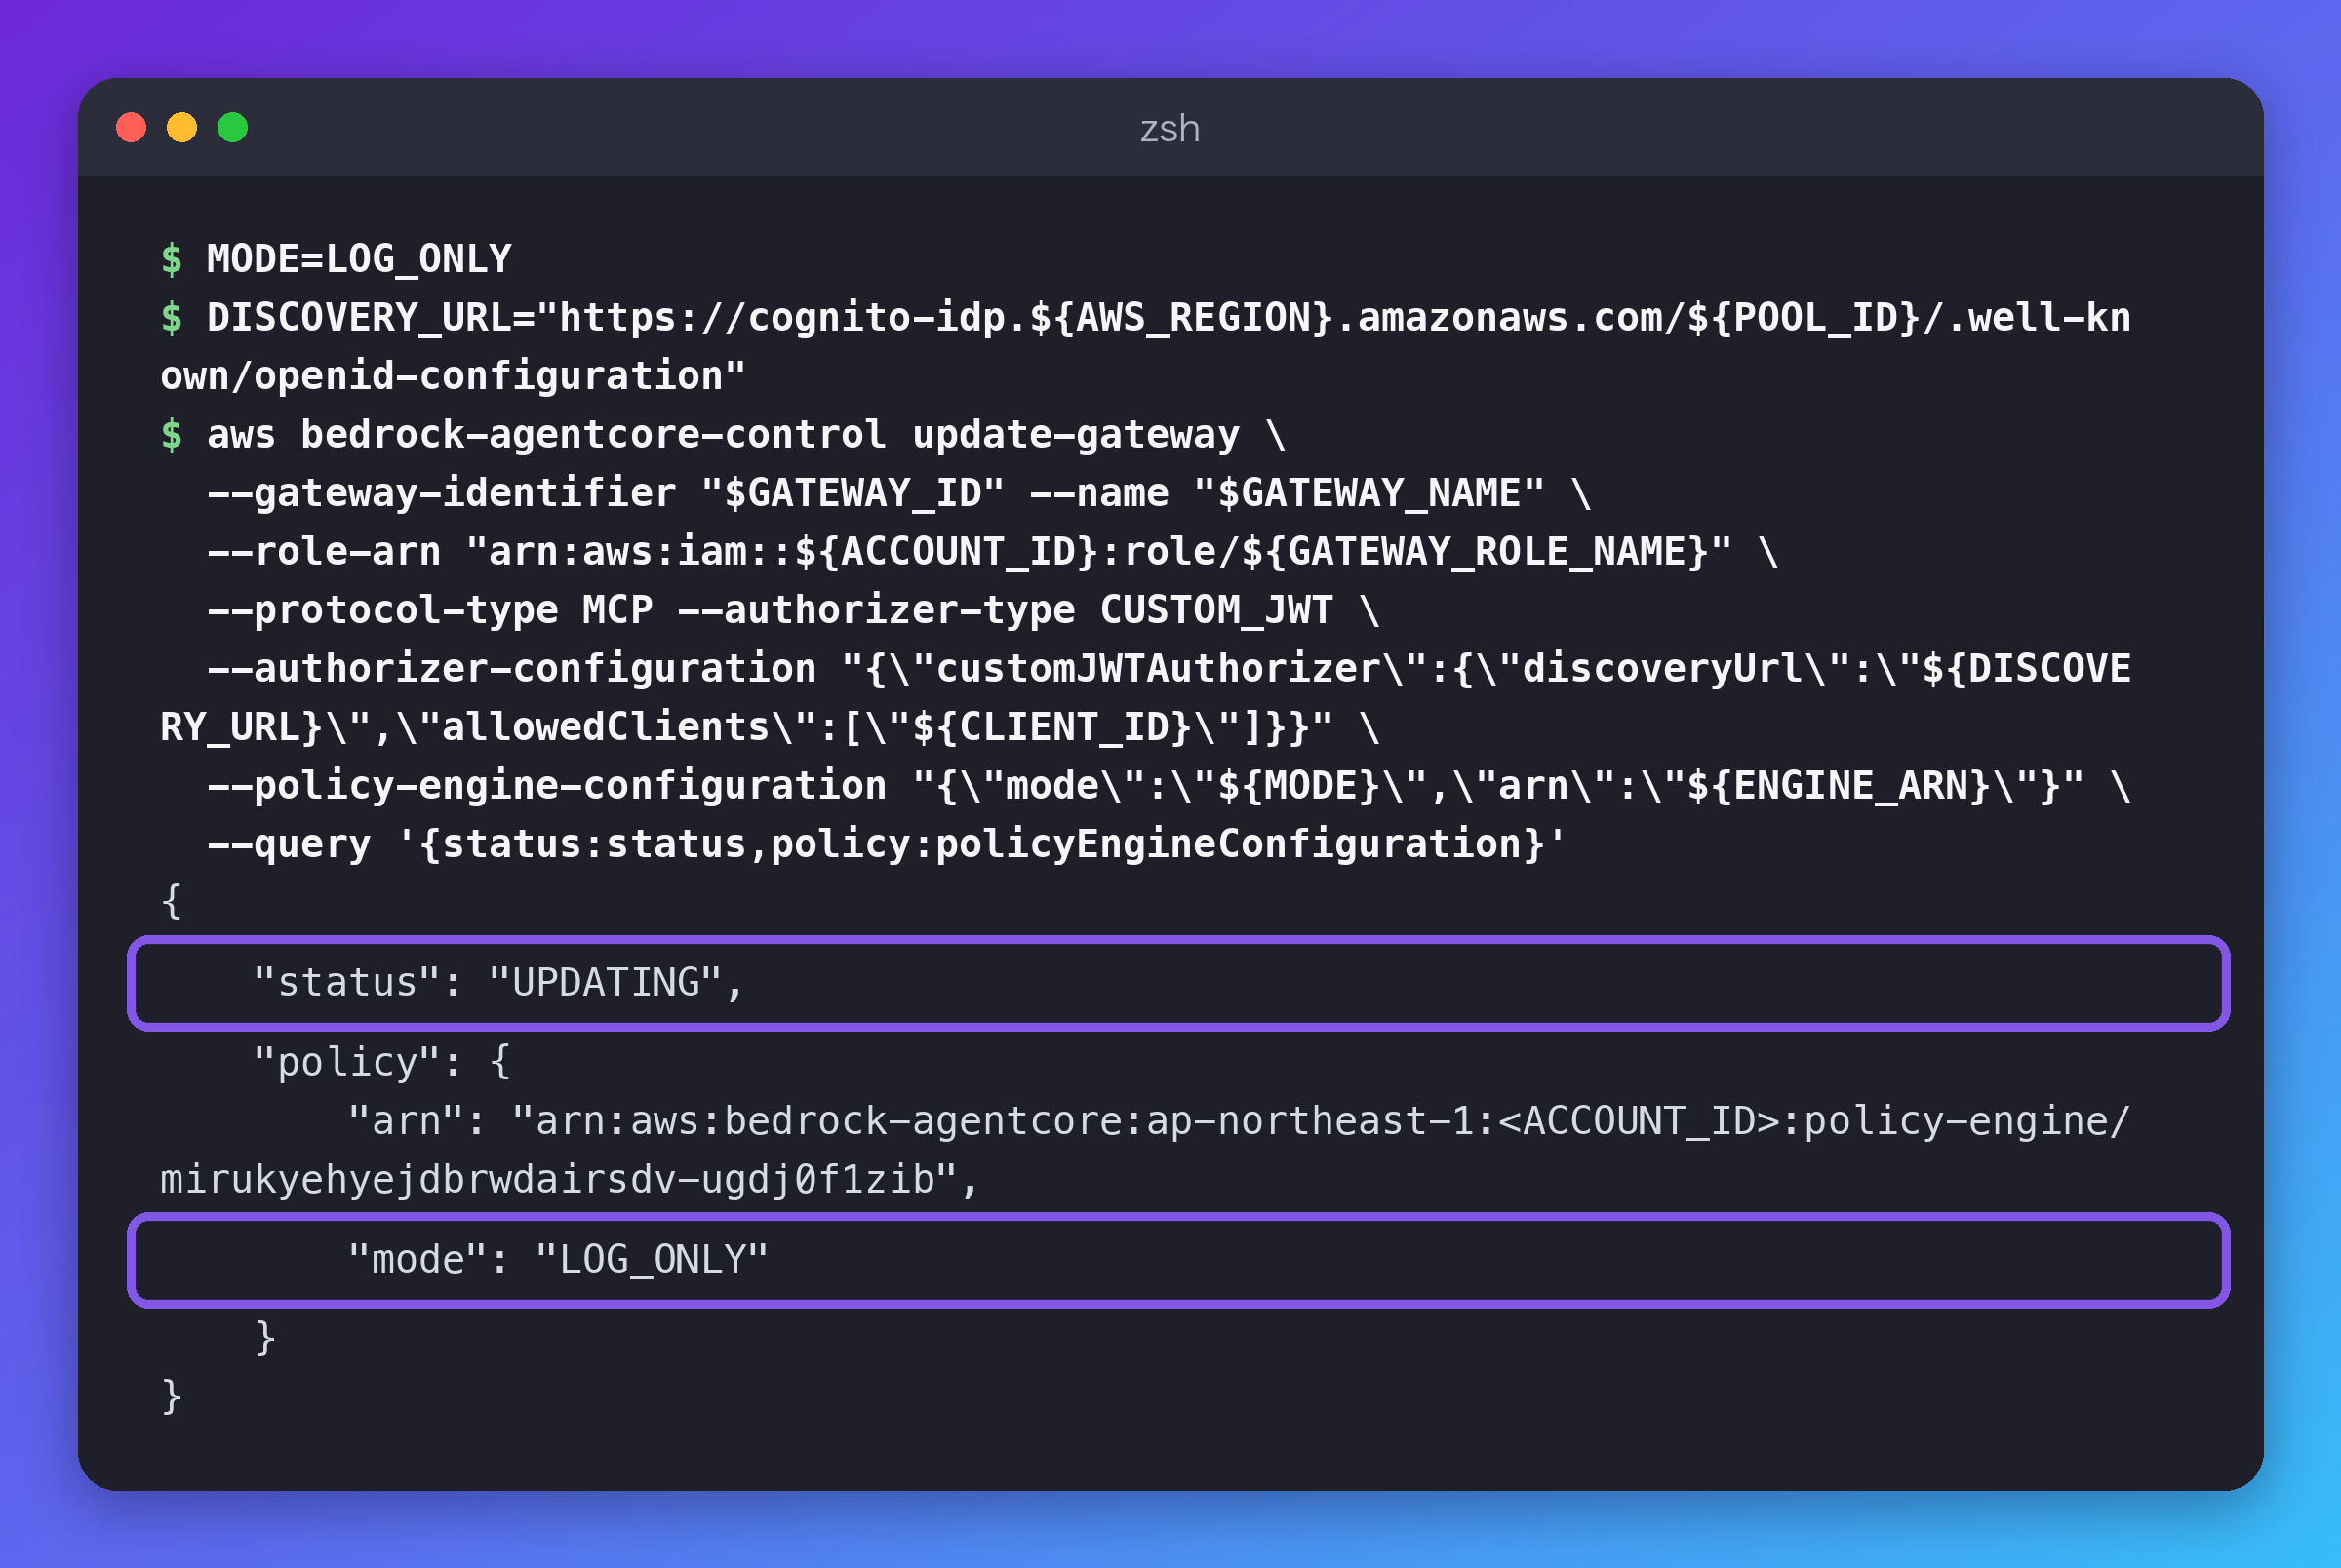 zsh
$ MODE=LOG_ONLY
$ DISCOVERY_URL="https://cognito-idp.${AWS_REGION}.amazonaws.com/${POOL_ID}/.well-kn
own/openid-configuration"
$ aws bedrock-agentcore-control update-gateway \
  --gateway-identifier "$GATEWAY_ID" --name "$GATEWAY_NAME" \
  --role-arn "arn:aws:iam::${ACCOUNT_ID}:role/${GATEWAY_ROLE_NAME}" \
  --protocol-type MCP --authorizer-type CUSTOM_JWT \
  --authorizer-configuration "{\"customJWTAuthorizer\":{\"discoveryUrl\":\"${DISCOVE
RY_URL}\",\"allowedClients\":[\"${CLIENT_ID}\"]}}" \
  --policy-engine-configuration "{\"mode\":\"${MODE}\",\"arn\":\"${ENGINE_ARN}\"}" \
  --query '{status:status,policy:policyEngineConfiguration}'
{
    "status": "UPDATING",
    "policy": {
        "arn": "arn:aws:bedrock-agentcore:ap-northeast-1:<ACCOUNT_ID>:policy-engine/
mirukyehyejdbrwdairsdv-ugdj0f1zib",
        "mode": "LOG_ONLY"
    }
}